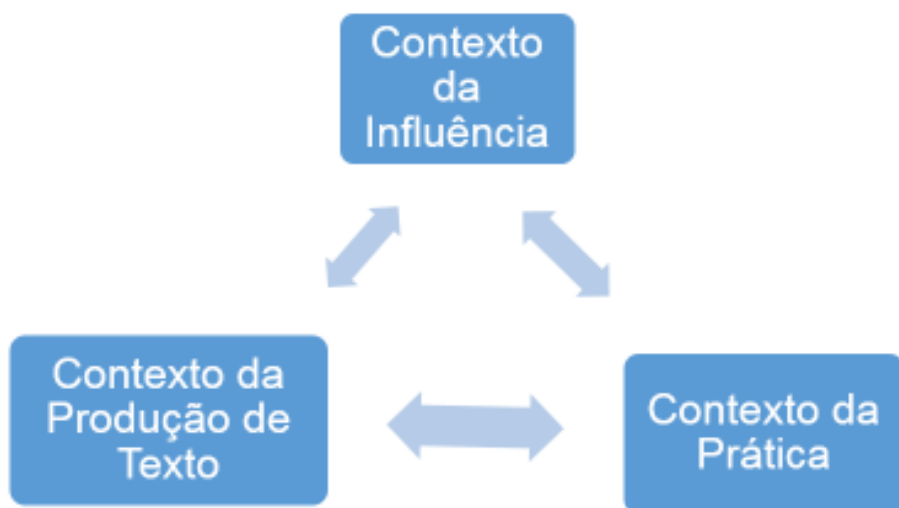 Contexto
da
Influência
Contexto da
Produção de
Texto
Contexto da
Prática